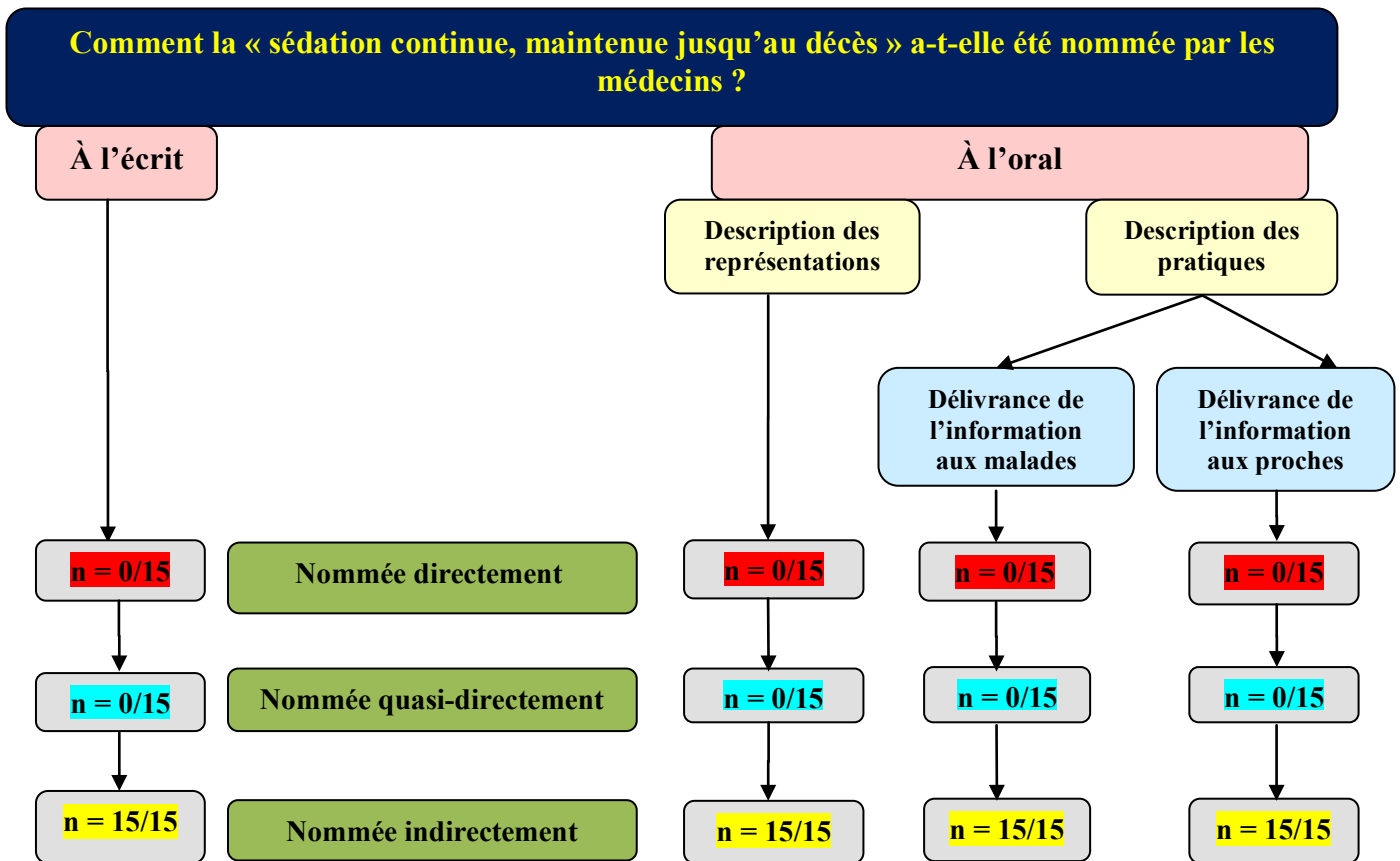 Comment la « sédation continue, maintenue jusqu’au décès » a-t-elle été nommée par les
médecins ?
À l’écrit
À l’oral
Description des
représentations
Description des
pratiques
Délivrance de
l’information
aux malades
Délivrance de
l’information
aux proches
n = 0/15
Nommée directement
n = 0/15
n = 0/15
n = 0/15
n = 0/15
Nommée quasi-directement
n = 0/15
n = 0/15
n = 0/15
n = 15/15
Nommée indirectement
n = 15/15
n = 15/15
n = 15/15